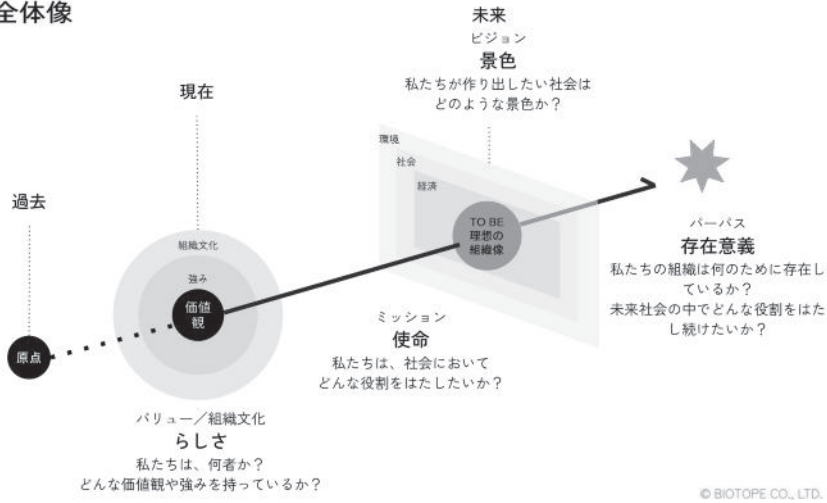 全体像
過去
原点
現在
組織文化
強み
価値
観
バリュー／組織文化
らしさ
私たちは、何者か？
どんな価値観や強みを持っているか？
ミッション
使命
私たちは、社会において
どんな役割をはたしたいか？
未来
ビジョン
景色
私たちが作り出したい社会は
どのような景色か？
環境
社会
経済
TO BE
理想の
組織像
パーパス
存在意義
私たちの組織は何のために存在し
ているか？
未来社会の中でどんな役割をはた
し続けたいか？
© BIOTOPE CO., LTD.